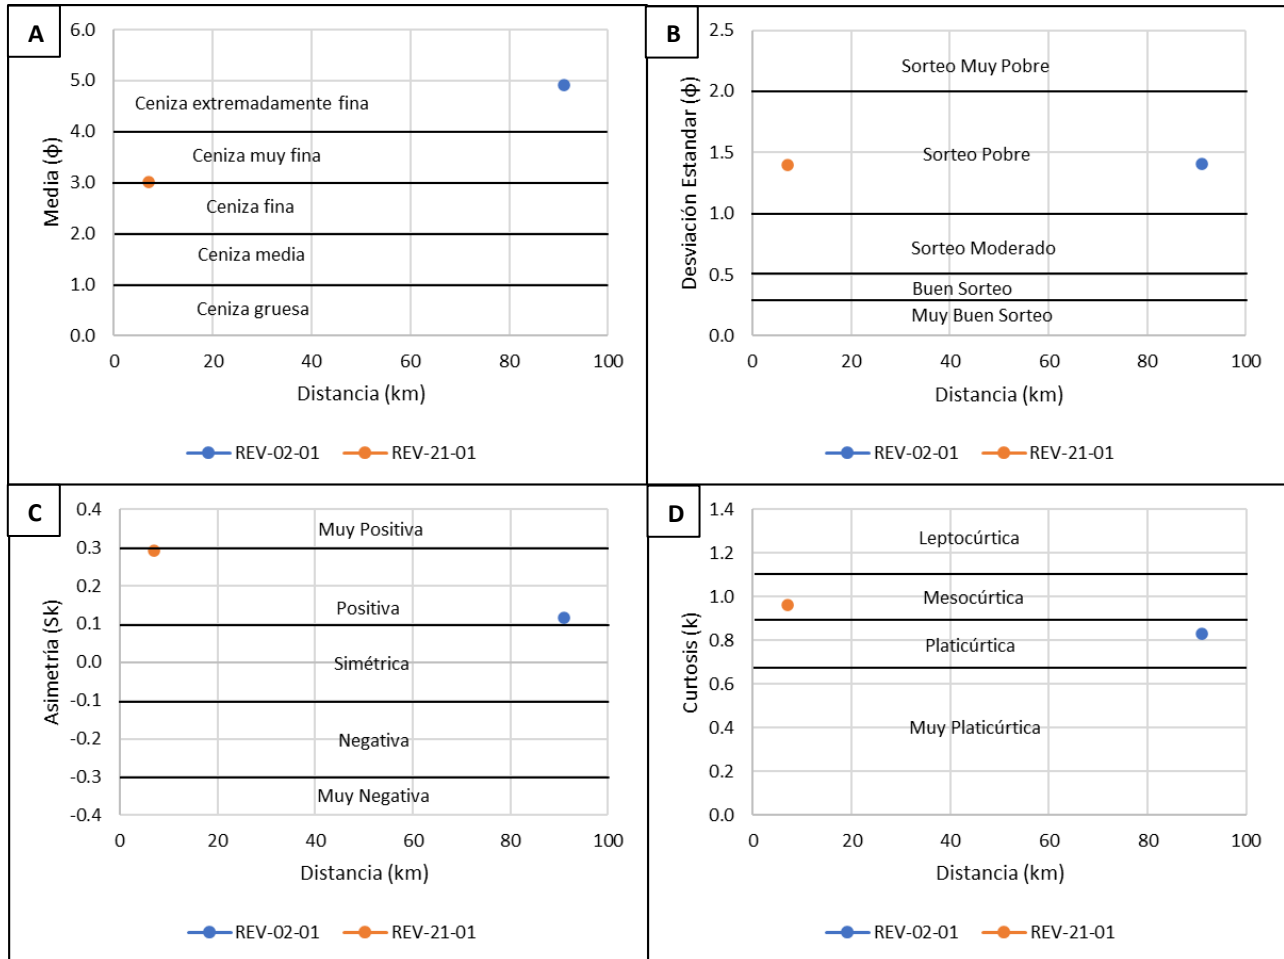 A
Media (ϕ)
6.0
5.0
4.0
3.0
2.0
1.0
0.0
Ceniza extremadamente fina
Ceniza muy fina
Ceniza fina
Ceniza media
Ceniza gruesa
0 20 40 60 80 100
Distancia (km)
REV-02-01 REV-21-01
B
Desviación Estandar (ϕ)
2.5
2.0
1.5
1.0
0.5
0.0
Sorteo Muy Pobre
Sorteo Pobre
Sorteo Moderado
Buen Sorteo
Muy Buen Sorteo
0 20 40 60 80 100
Distancia (km)
REV-02-01 REV-21-01
C
Asimetría (Sk)
0.4
0.3
0.2
0.1
0.0
-0.1
-0.2
-0.3
-0.4
Muy Positiva
Positiva
Simétrica
Negativa
Muy Negativa
0 20 40 60 80 100
Distancia (km)
REV-02-01 REV-21-01
D
Curtosis (k)
1.4
1.2
1.0
0.8
0.6
0.4
0.2
0.0
Leptocúrtica
Mesocúrtica
Platicúrtica
Muy Platicúrtica
0 20 40 60 80 100
Distancia (km)
REV-02-01 REV-21-01